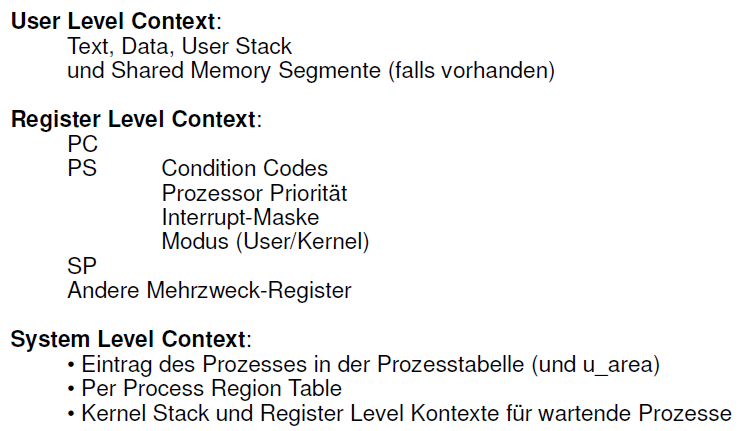 User Level Context:
Text, Data, User Stack
und Shared Memory Segmente (falls vorhanden)
Register Level Context:
PC
PS Condition Codes
Prozessor Priorität
Interrupt-Maske
Modus (User/Kernel)
SP
Andere Mehrzweck-Register
System Level Context:
• Eintrag des Prozesses in der Prozesstabelle (und u_area)
• Per Process Region Table
• Kernel Stack und Register Level Kontexte für wartende Prozesse